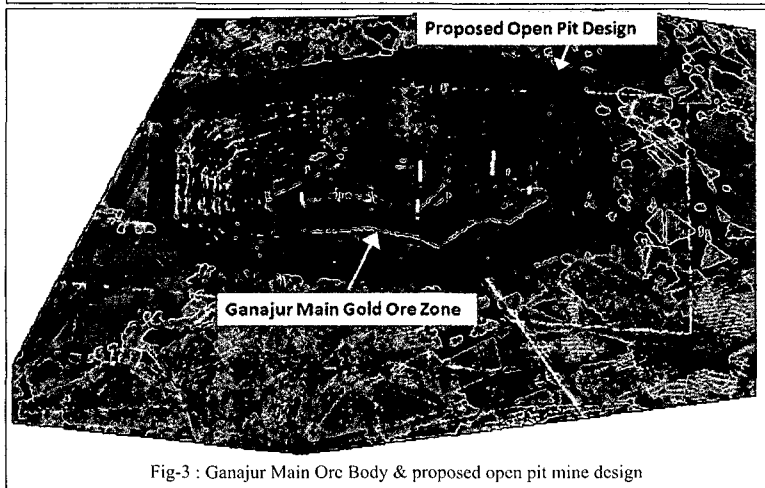 Proposed Open Pit Design
Ganajur Main Gold Ore Zone
Fig-3 : Ganajur Main Ore Body & proposed open pit mine design